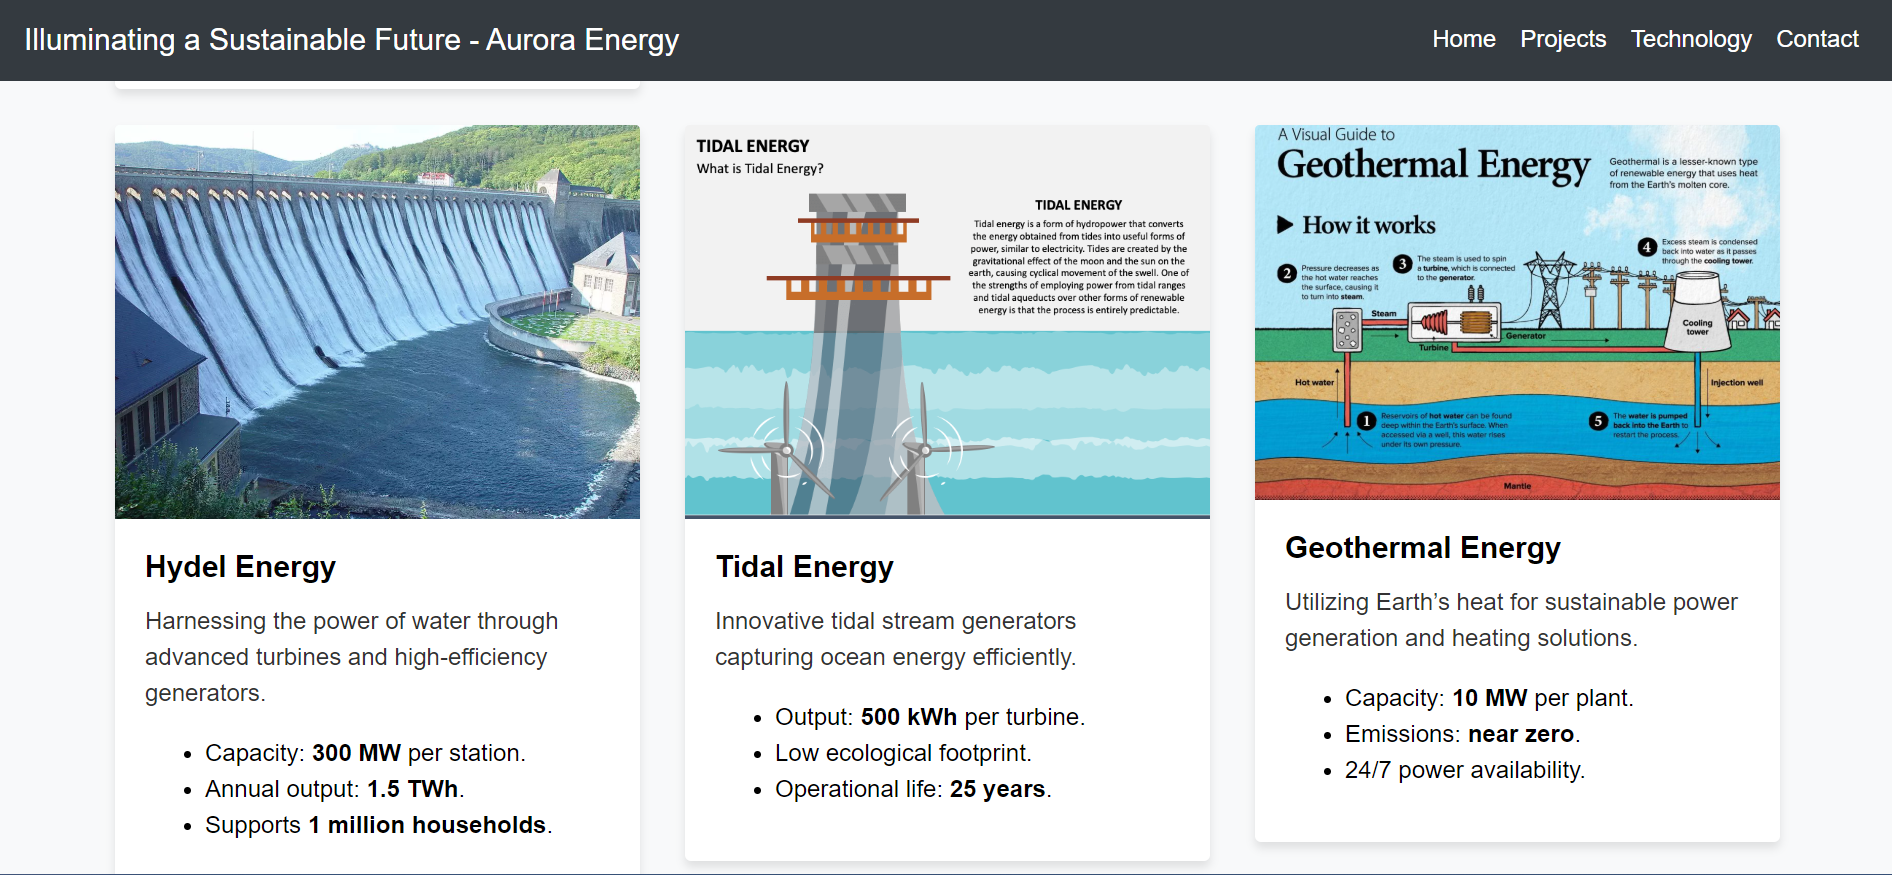 Illuminating a Sustainable Future - Aurora Energy
Home Projects Technology Contact
TIDAL ENERGY
What is Tidal Energy?
TIDAL ENERGY
Tidal energy is a form of hydropower that converts
the energy obtained from tides into useful forms of
power, similar to electricity. Tides are created by the
gravitational effect of the moon and the sun on the
earth, causing cyclical movement of the swell. One of
the strengths of employing power from tidal ranges
and tidal aqueducts over other forms of renewable
energy is that the process is entirely predictable.
A Visual Guide to
Geothermal Energy
Geothermal is a lesser-known type
of renewable energy that uses heat
from the Earth's molten core.
How it works
2
Pressure decreases as
the hot water reaches
the surface, causing it
to turn into steam.
3
The steam is used to spin
a turbine, which is connected
to the generator.
4
Excess steam is condensed
back into water as it passes
through the cooling tower.
Steam
Turbine
Generator
Cooling
tower
Hot water
Injection well
1
Reservoirs of hot water can be found
deep within the Earth's surface. When
accessed via a well, this water rises
under its own pressure.
5
The water is pumped
back into the Earth to
restart the process.
Mantle
Hydel Energy
Harnessing the power of water through
advanced turbines and high-efficiency
generators.
• Capacity: 300 MW per station.
• Annual output: 1.5 TWh.
• Supports 1 million households.
Tidal Energy
Innovative tidal stream generators
capturing ocean energy efficiently.
• Output: 500 kWh per turbine.
• Low ecological footprint.
• Operational life: 25 years.
Geothermal Energy
Utilizing Earth’s heat for sustainable power
generation and heating solutions.
• Capacity: 10 MW per plant.
• Emissions: near zero.
• 24/7 power availability.